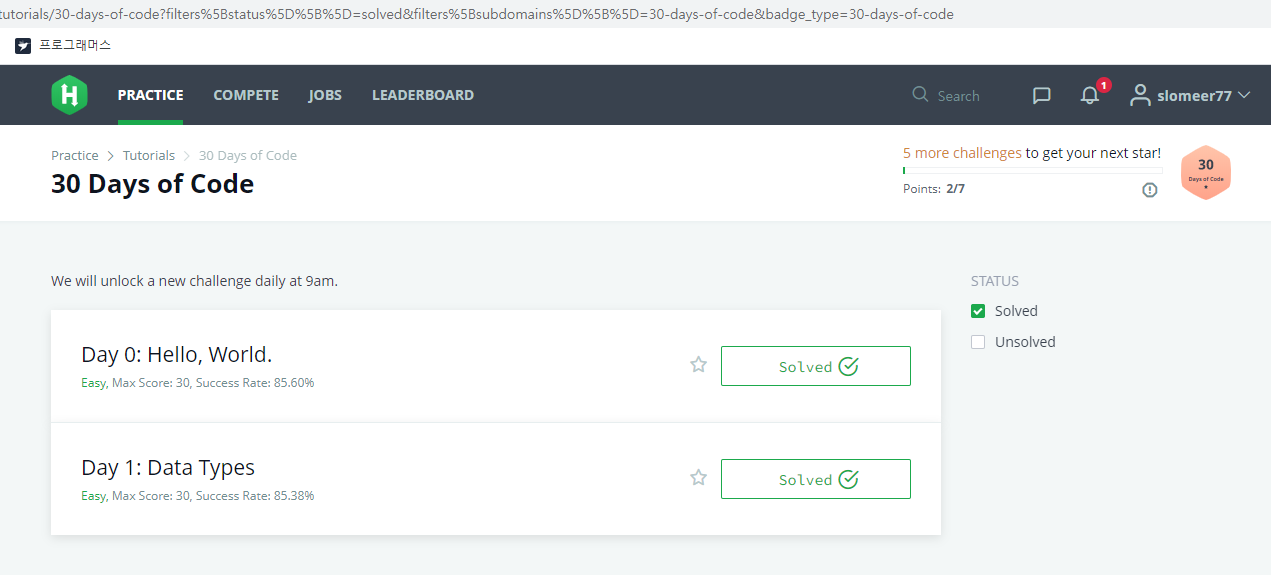 tutorials/30-days-of-code?filters%5Bstatus%5D%5B%5D=solved&filters%5Bsubdomains%5D%5B%5D=30-days-of-code&badge_type=30-days-of-code
프로그래머스
H PRACTICE COMPETE JOBS LEADERBOARD Search 1 slomeer77
Practice > Tutorials > 30 Days of Code
30 Days of Code
5 more challenges to get your next star!
Points: 2/7
30
Days of Code
We will unlock a new challenge daily at 9am.
STATUS
Solved
Unsolved
Day 0: Hello, World.
Easy, Max Score: 30, Success Rate: 85.60%
Solved
Day 1: Data Types
Easy, Max Score: 30, Success Rate: 85.38%
Solved